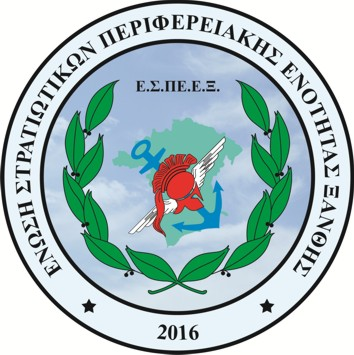 ΕΝΩΣΗ ΣΤΡΑΤΙΩΤΙΚΩΝ ΠΕΡΙΦΕΡΕΙΑΚΗΣ ΕΝΟΤΗΤΑΣ ΞΑΝΘΗΣ
Ε.Σ.ΠΕ.Ε.Ξ.
2016